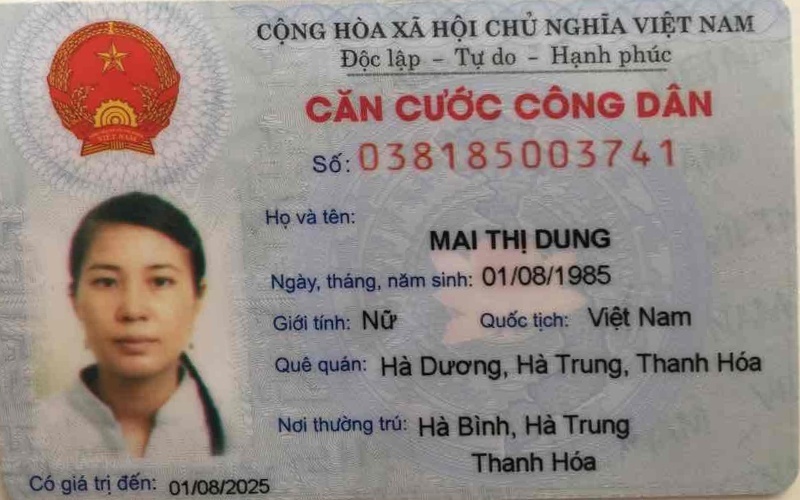 CỘNG HÒA XÃ HỘI CHỦ NGHĨA VIỆT NAM
Độc lập - Tự do - Hạnh phúc
CĂN CƯỚC CÔNG DÂN
Số: 038185003741
Họ và tên:
MAI THỊ DUNG
Ngày, tháng, năm sinh: 01/08/1985
Giới tính: Nữ Quốc tịch: Việt Nam
Quê quán: Hà Dương, Hà Trung, Thanh Hóa
Nơi thường trú: Hà Bình, Hà Trung
Thanh Hóa
Có giá trị đến: 01/08/2025